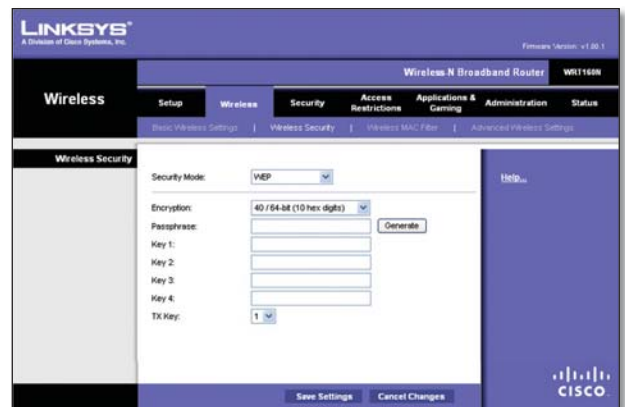 LINKSYS®
A Division of Cisco Systems, Inc.
Firmware Version: v1.00.1
Wireless-N Broadband Router WRT160N
Wireless
Setup Wireless Security Access Restrictions Applications & Gaming Administration Status
Basic Wireless Settings | Wireless Security | Wireless MAC Filter | Advanced Wireless Settings
Wireless Security
Security Mode: WEP
Help...
Encryption: 40 / 64-bit (10 hex digits)
Passphrase: Generate
Key 1:
Key 2:
Key 3:
Key 4:
TX Key: 1
Save Settings Cancel Changes
CISCO